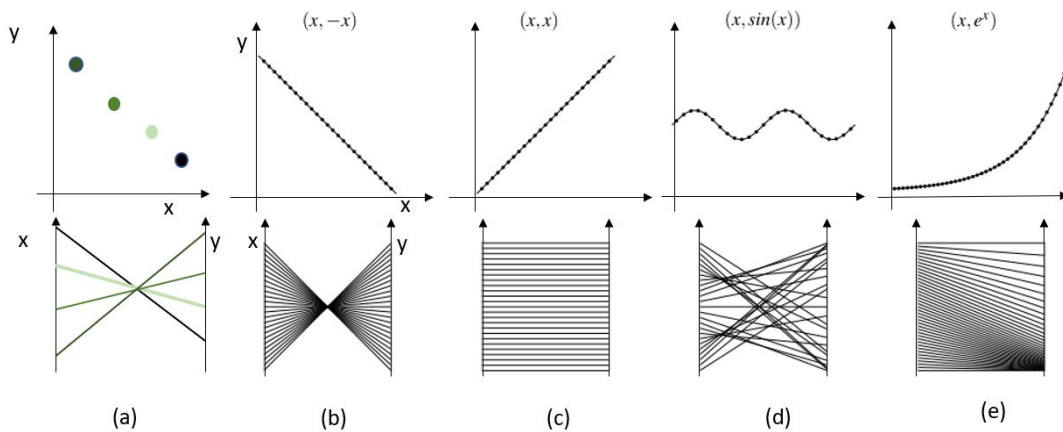 y
(x, −x)
(x, x)
(x, sin(x))
(x, eˣ)
y
x
x
x
y
x
y
(a)
(b)
(c)
(d)
(e)